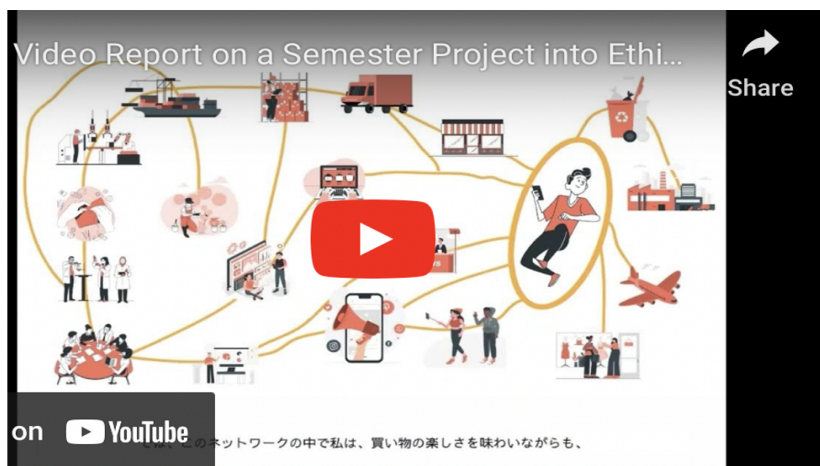 Video Report on a Semester Project into Ethi...
Share
on YouTube
このネットワークの中で私は、買い物の楽しさを味わいながらも、